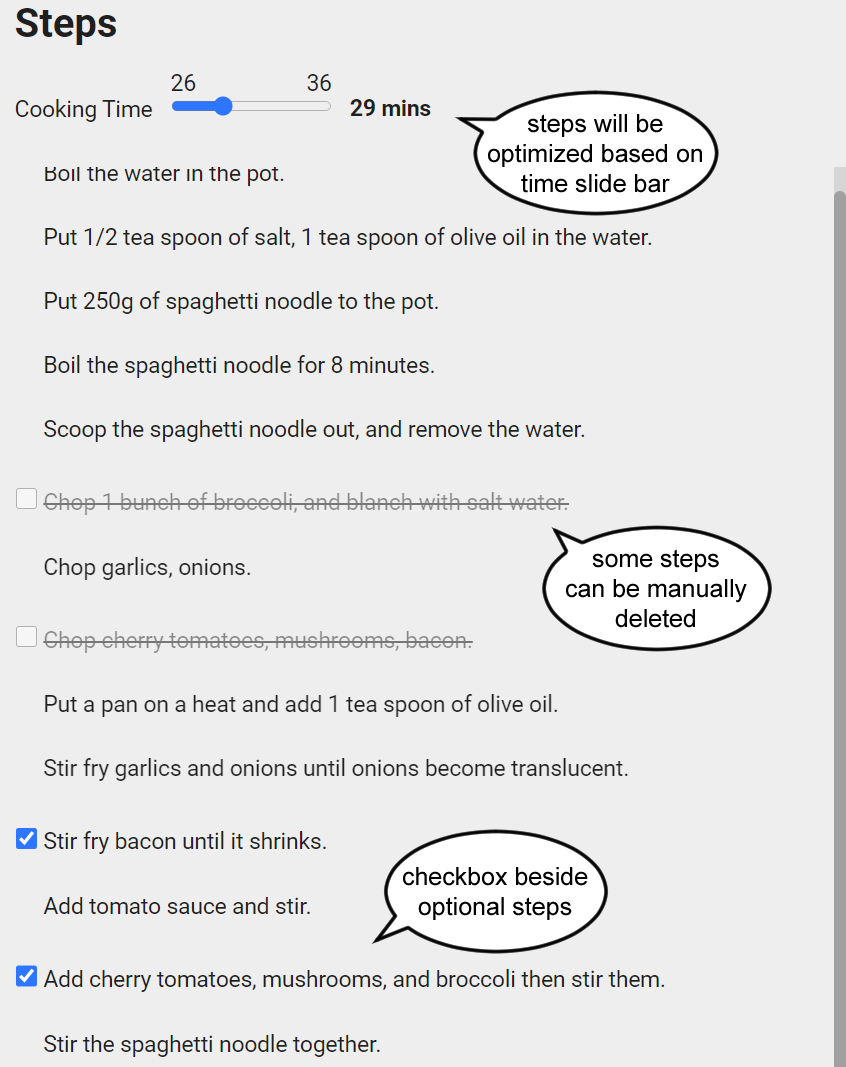 Steps
26 36
Cooking Time 29 mins
steps will be
optimized based on
time slide bar
Boil the water in the pot.
Put 1/2 tea spoon of salt, 1 tea spoon of olive oil in the water.
Put 250g of spaghetti noodle to the pot.
Boil the spaghetti noodle for 8 minutes.
Scoop the spaghetti noodle out, and remove the water.
Chop 1 bunch of broccoli, and blanch with salt water.
some steps
can be manually
deleted
Chop garlics, onions.
Chop cherry tomatoes, mushrooms, bacon.
Put a pan on a heat and add 1 tea spoon of olive oil.
Stir fry garlics and onions until onions become translucent.
Stir fry bacon until it shrinks.
checkbox beside
optional steps
Add tomato sauce and stir.
Add cherry tomatoes, mushrooms, and broccoli then stir them.
Stir the spaghetti noodle together.